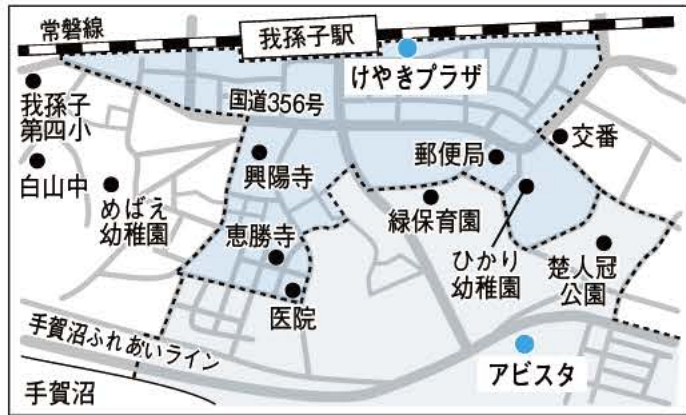 常磐線
我孫子駅
けやきプラザ
我孫子
第四小
国道356号
交番
郵便局
白山中
興陽寺
めばえ
幼稚園
緑保育園
ひかり
幼稚園
楚人冠
公園
恵勝寺
医院
手賀沼ふれあいライン
アビスタ
手賀沼